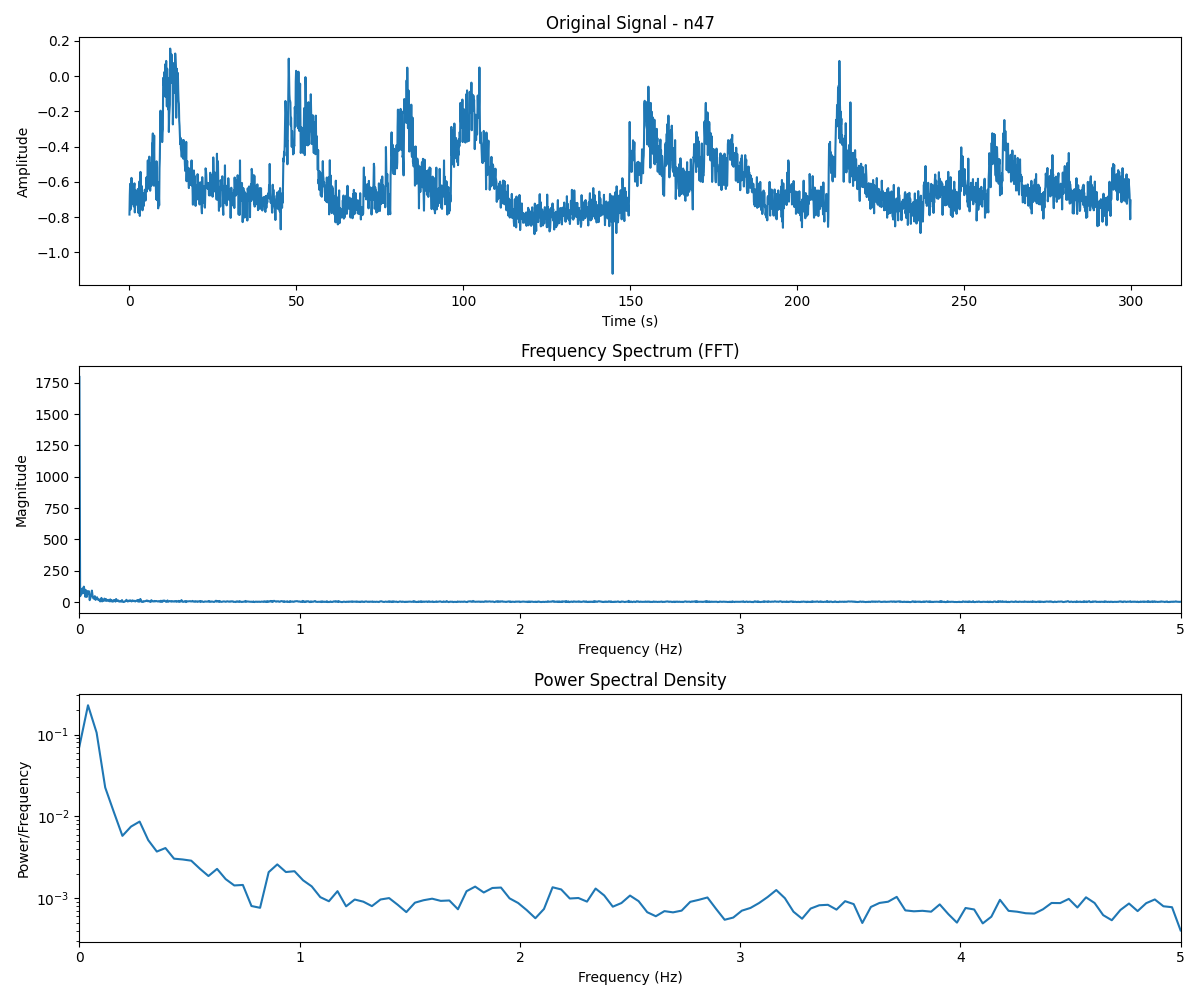 Original Signal - n47
0.2
0.0
−0.2
−0.4
−0.6
−0.8
−1.0
Amplitude
0 50 100 150 200 250 300
Time (s)
Frequency Spectrum (FFT)
1750
1500
1250
1000
750
500
250
0
Magnitude
0 1 2 3 4 5
Frequency (Hz)
Power Spectral Density
10⁻¹
10⁻²
10⁻³
Power/Frequency
0 1 2 3 4 5
Frequency (Hz)